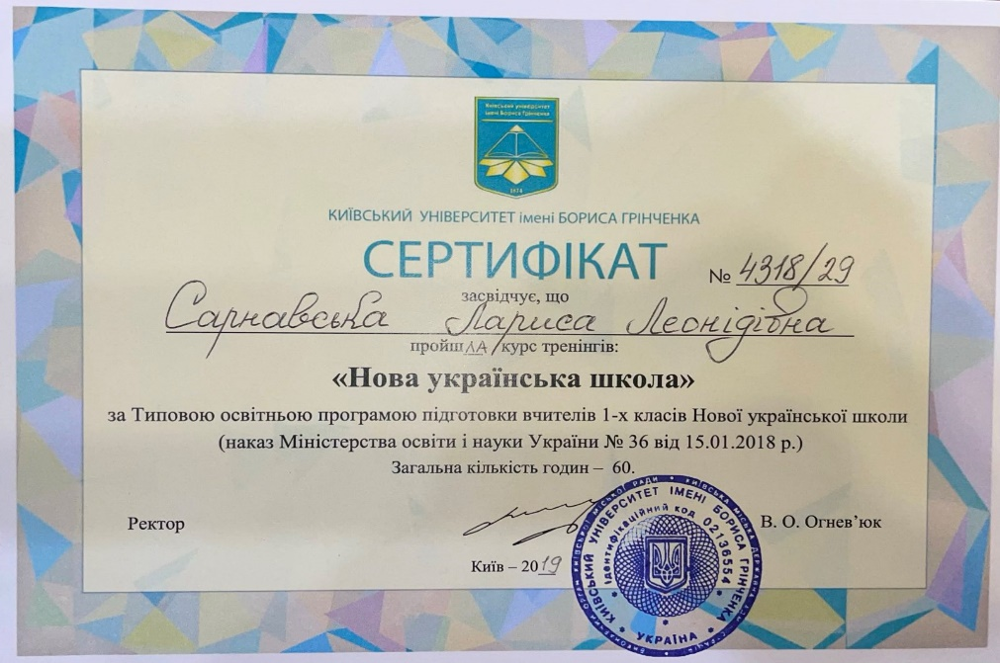 Київський університет
імені Бориса Грінченка
1874
КИЇВСЬКИЙ УНІВЕРСИТЕТ імені БОРИСА ГРІНЧЕНКА
СЕРТИФІКАТ
№ 4318/29
засвідчує, що
Сарнавська Лариса Леонідівна
пройшла курс тренінгів:
«Нова українська школа»
за Типовою освітньою програмою підготовки вчителів 1-х класів Нової української школи
(наказ Міністерства освіти і науки України № 36 від 15.01.2018 р.)
Загальна кількість годин – 60.
Ректор
В. О. Огнев’юк
Київ – 2019
КИЇВСЬКИЙ УНІВЕРСИТЕТ ІМЕНІ БОРИСА ГРІНЧЕНКА
Ідентифікаційний код 02136554
УКРАЇНА